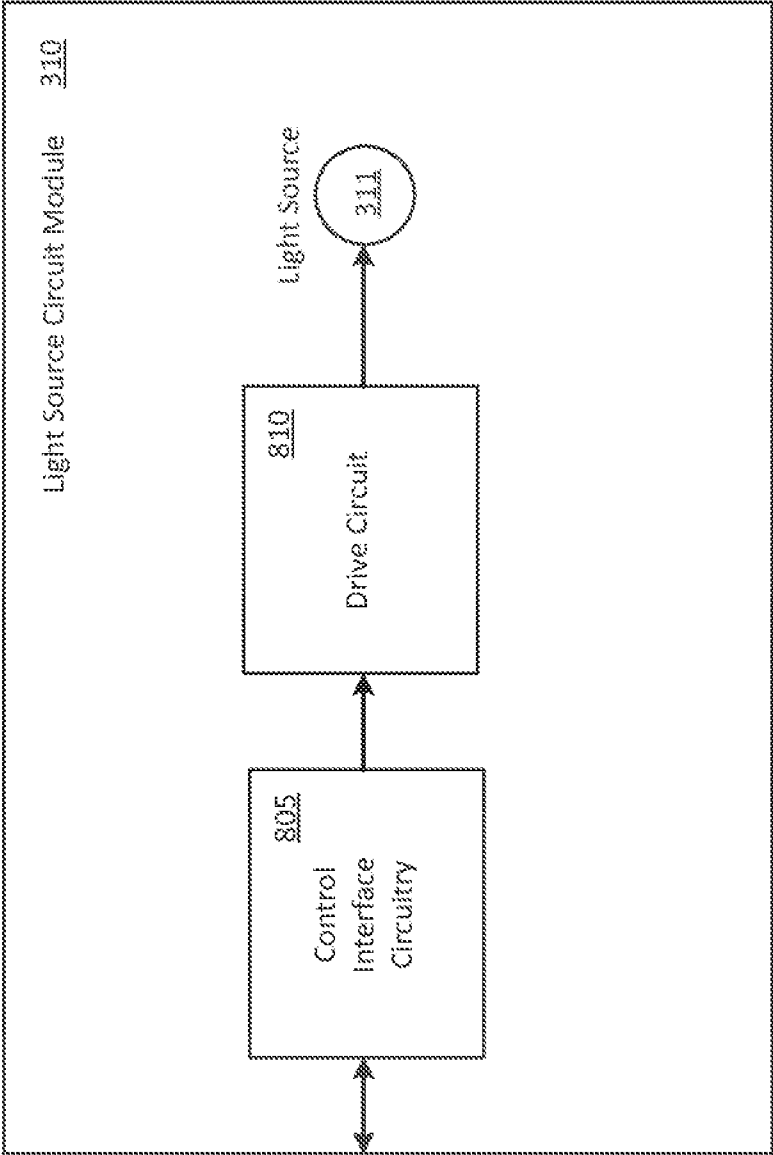 Light Source Circuit Module 310
Control
Interface
Circuitry
805
Drive Circuit
810
Light Source
311